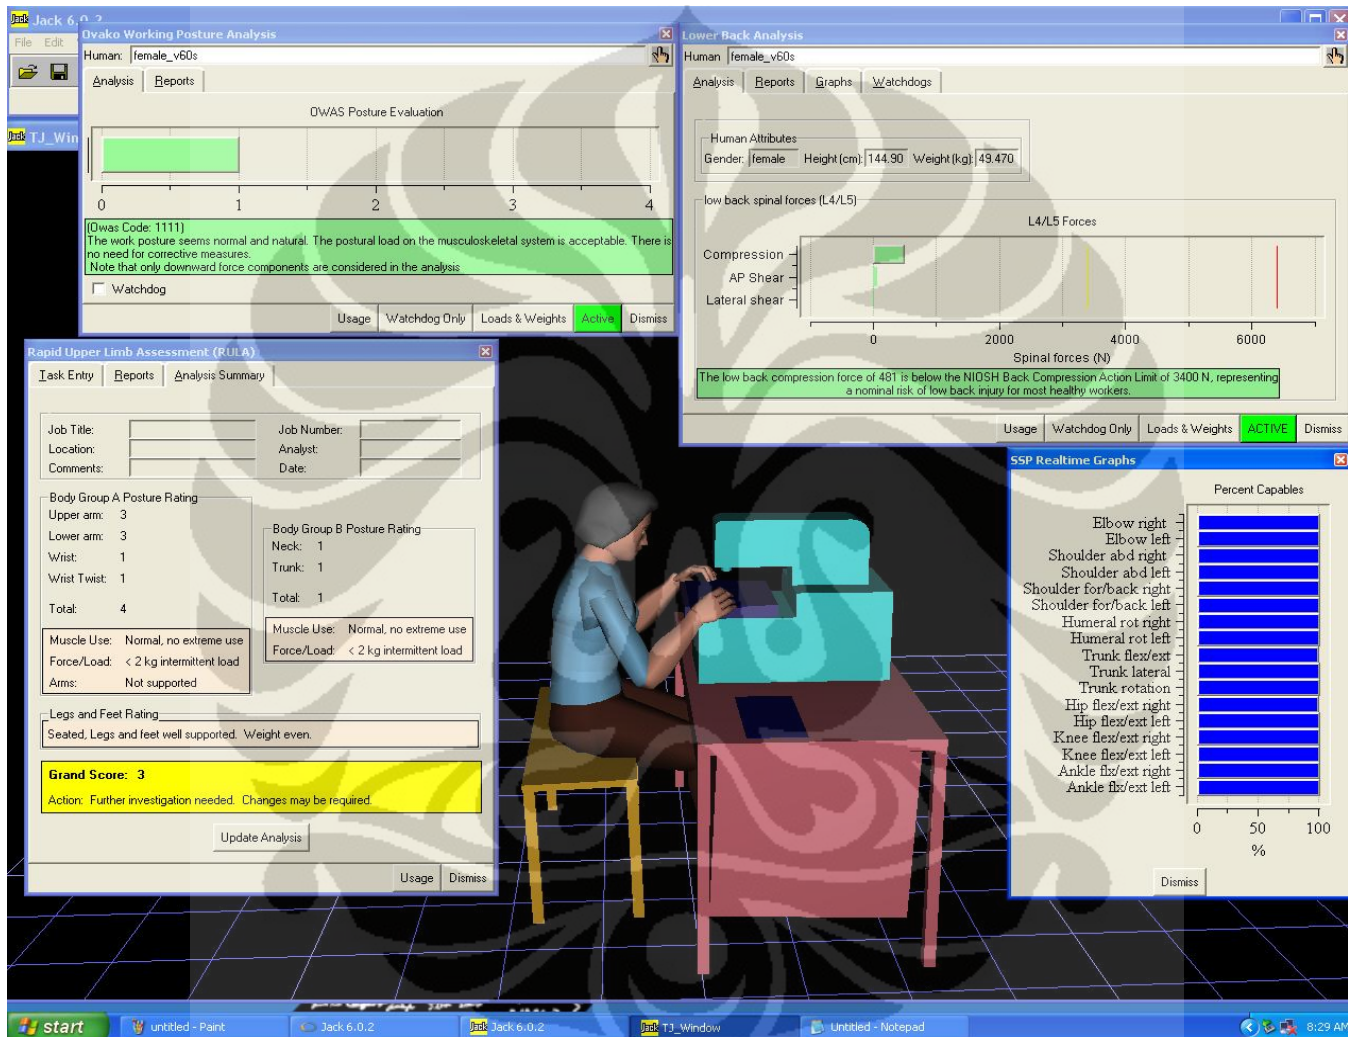 Jack 6.0.2
File Edit
TJ_Win
Ovako Working Posture Analysis
Human: female_v60s
Analysis Reports
OWAS Posture Evaluation
0 1 2 3 4
(Owas Code: 1111)
The work posture seems normal and natural. The postural load on the musculoskeletal system is acceptable. There is
no need for corrective measures.
Note that only downward force components are considered in the analysis
Watchdog
Usage Watchdog Only Loads & Weights Active Dismiss
Lower Back Analysis
Human female_v60s
Analysis Reports Graphs Watchdogs
Human Attributes
Gender: female Height (cm): 144.90 Weight (kg): 49.470
low back spinal forces (L4/L5)
L4/L5 Forces
Compression
AP Shear
Lateral shear
0 2000 4000 6000
Spinal forces (N)
The low back compression force of 481 is below the NIOSH Back Compression Action Limit of 3400 N, representing
a nominal risk of low back injury for most healthy workers.
Usage Watchdog Only Loads & Weights ACTIVE Dismiss
Rapid Upper Limb Assessment (RULA)
Task Entry Reports Analysis Summary
Job Title: Job Number:
Location: Analyst:
Comments: Date:
Body Group A Posture Rating
Upper arm: 3
Lower arm: 3
Wrist: 1
Wrist Twist: 1
Total: 4
Muscle Use: Normal, no extreme use
Force/Load: < 2 kg intermittent load
Arms: Not supported
Body Group B Posture Rating
Neck: 1
Trunk: 1
Total: 1
Muscle Use: Normal, no extreme use
Force/Load: < 2 kg intermittent load
Legs and Feet Rating
Seated, Legs and feet well supported. Weight even.
Grand Score: 3
Action: Further investigation needed. Changes may be required.
Update Analysis
Usage Dismiss
SSP Realtime Graphs
Percent Capables
Elbow right
Elbow left
Shoulder abd right
Shoulder abd left
Shoulder for/back right
Shoulder for/back left
Humeral rot right
Humeral rot left
Trunk flex/ext
Trunk lateral
Trunk rotation
Hip flex/ext right
Hip flex/ext left
Knee flex/ext right
Knee flex/ext left
Ankle flx/ext right
Ankle flx/ext left
0 50 100
%
Dismiss
start untitled - Paint Jack 6.0.2 Jack 6.0.2 TJ_Window Untitled - Notepad 8:29 AM